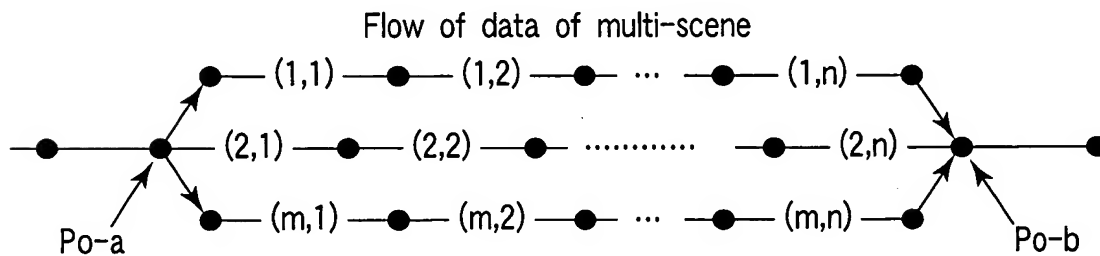 Flow of data of multi-scene
(1,1) (1,2) ... (1,n)
(2,1) (2,2) ............ (2,n)
(m,1) (m,2) ... (m,n)
Po-a Po-b